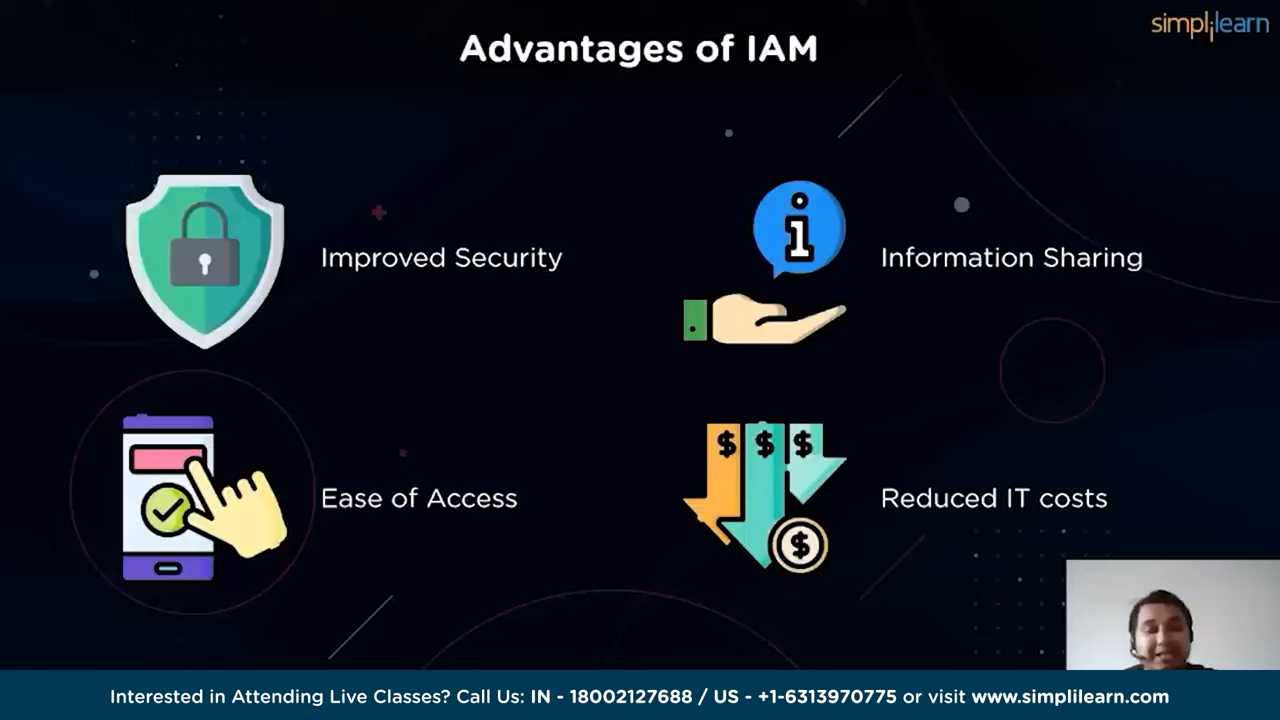 simplilearn
Advantages of IAM
Improved Security
Information Sharing
Ease of Access
Reduced IT costs
Interested in Attending Live Classes? Call Us: IN - 18002127688 / US - +1-6313970775 or visit www.simplilearn.com